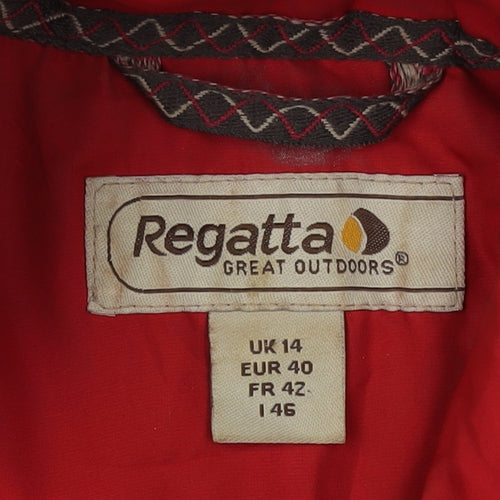 Regatta
GREAT OUTDOORS®
UK 14
EUR 40
FR 42
I 46